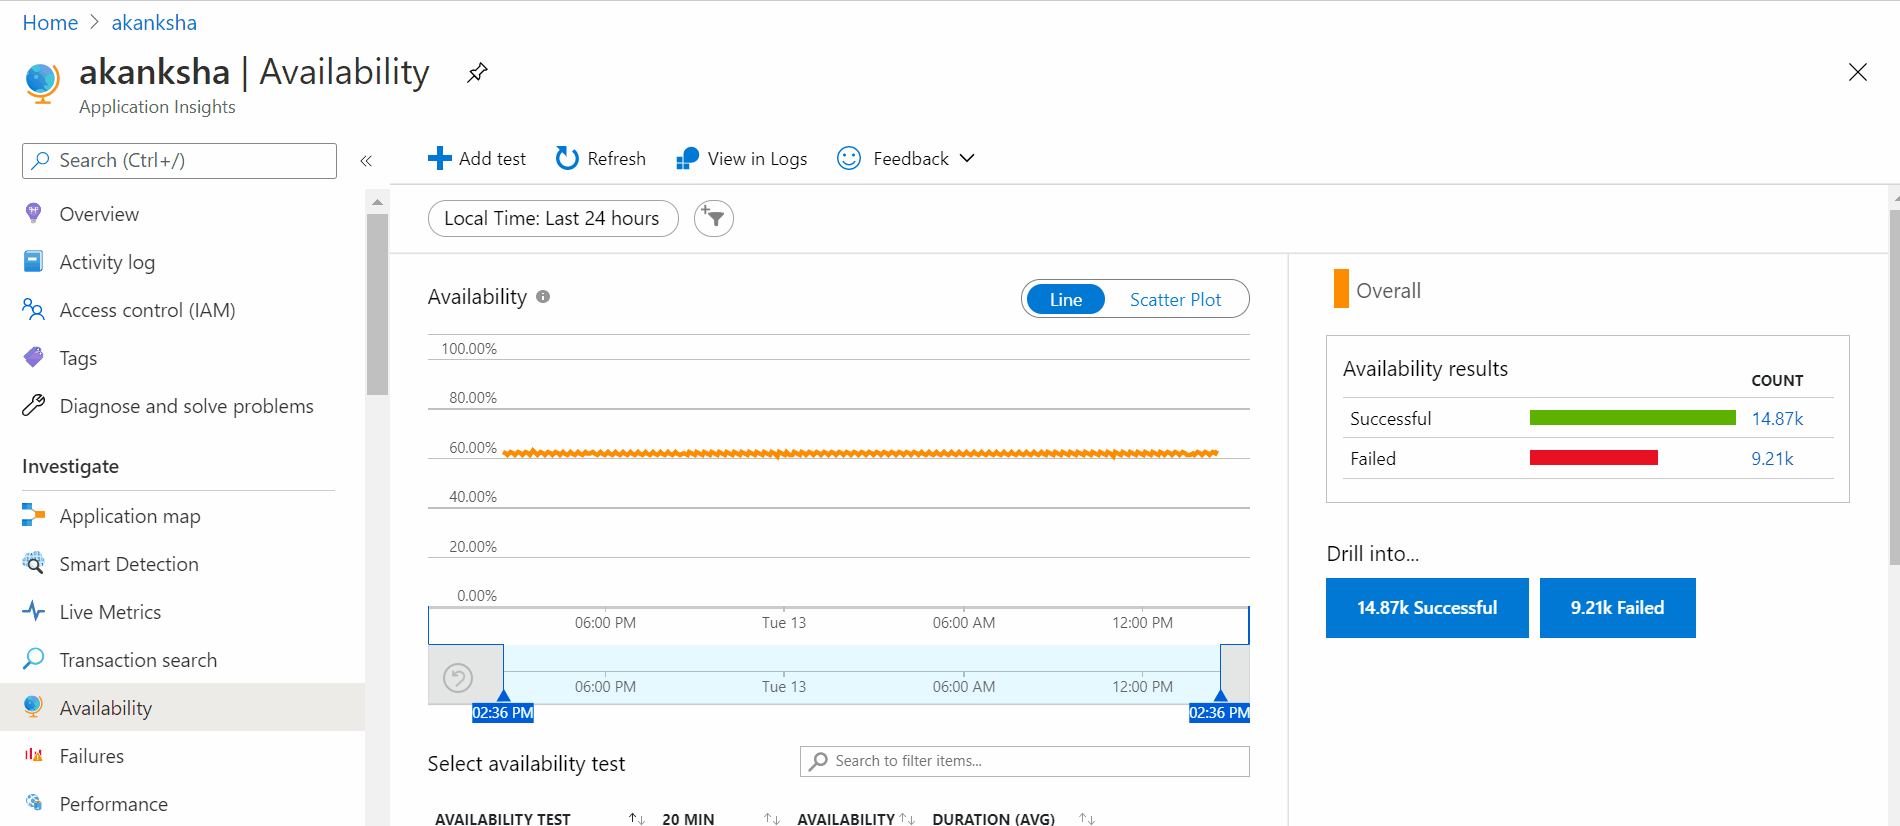 Home > akanksha
akanksha | Availability
Application Insights
Search (Ctrl+/)
«
Add test
Refresh
View in Logs
Feedback
Overview
Activity log
Access control (IAM)
Tags
Diagnose and solve problems
Investigate
Application map
Smart Detection
Live Metrics
Transaction search
Availability
Failures
Performance
Local Time: Last 24 hours
Availability
Line
Scatter Plot
100.00%
80.00%
60.00%
40.00%
20.00%
0.00%
06:00 PM Tue 13 06:00 AM 12:00 PM
06:00 PM Tue 13 06:00 AM 12:00 PM
02:36 PM 02:36 PM
Select availability test
Search to filter items...
AVAILABILITY TEST ↑↓ 20 MIN ↑↓ AVAILABILITY ↑↓ DURATION (AVG) ↑↓
Overall
Availability results
COUNT
Successful 14.87k
Failed 9.21k
Drill into...
14.87k Successful
9.21k Failed